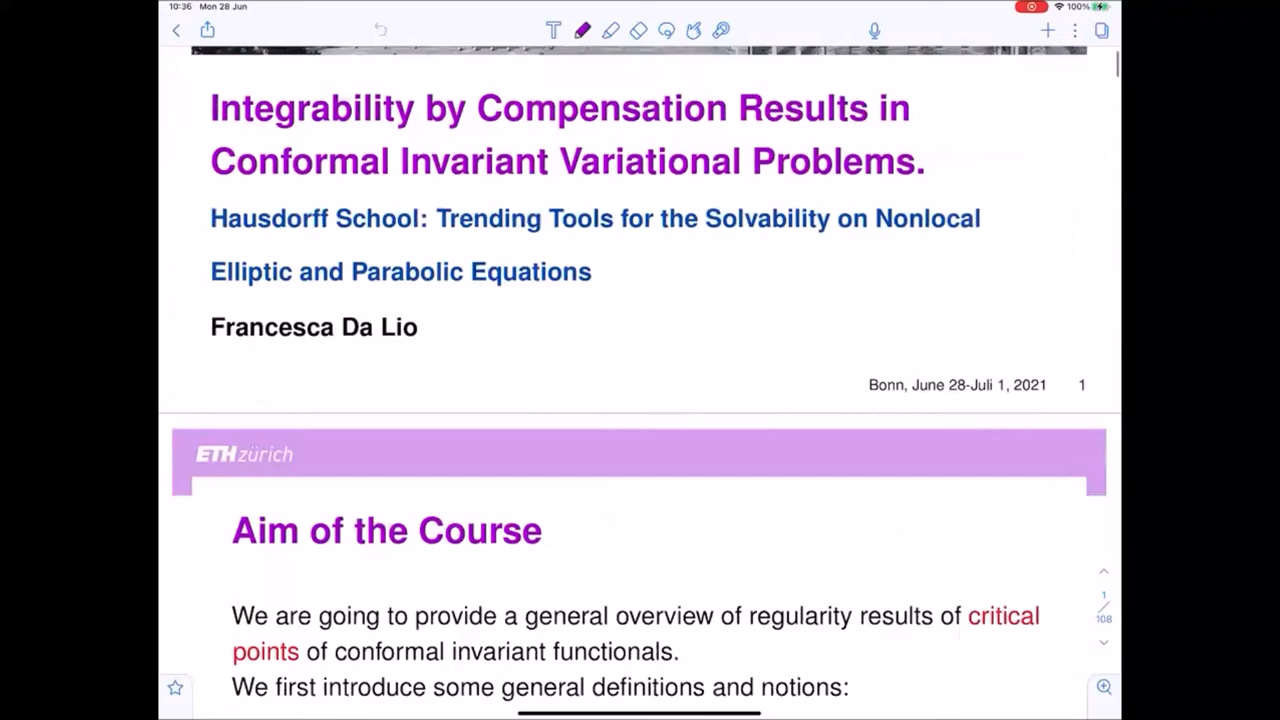 10:36 Mon 28 Jun
100%
Integrability by Compensation Results in
Conformal Invariant Variational Problems.
Hausdorff School: Trending Tools for the Solvability on Nonlocal
Elliptic and Parabolic Equations
Francesca Da Lio
Bonn, June 28-Juli 1, 2021 1
ETH zürich
Aim of the Course
We are going to provide a general overview of regularity results of critical
points of conformal invariant functionals.
We first introduce some general definitions and notions:
1
/
108